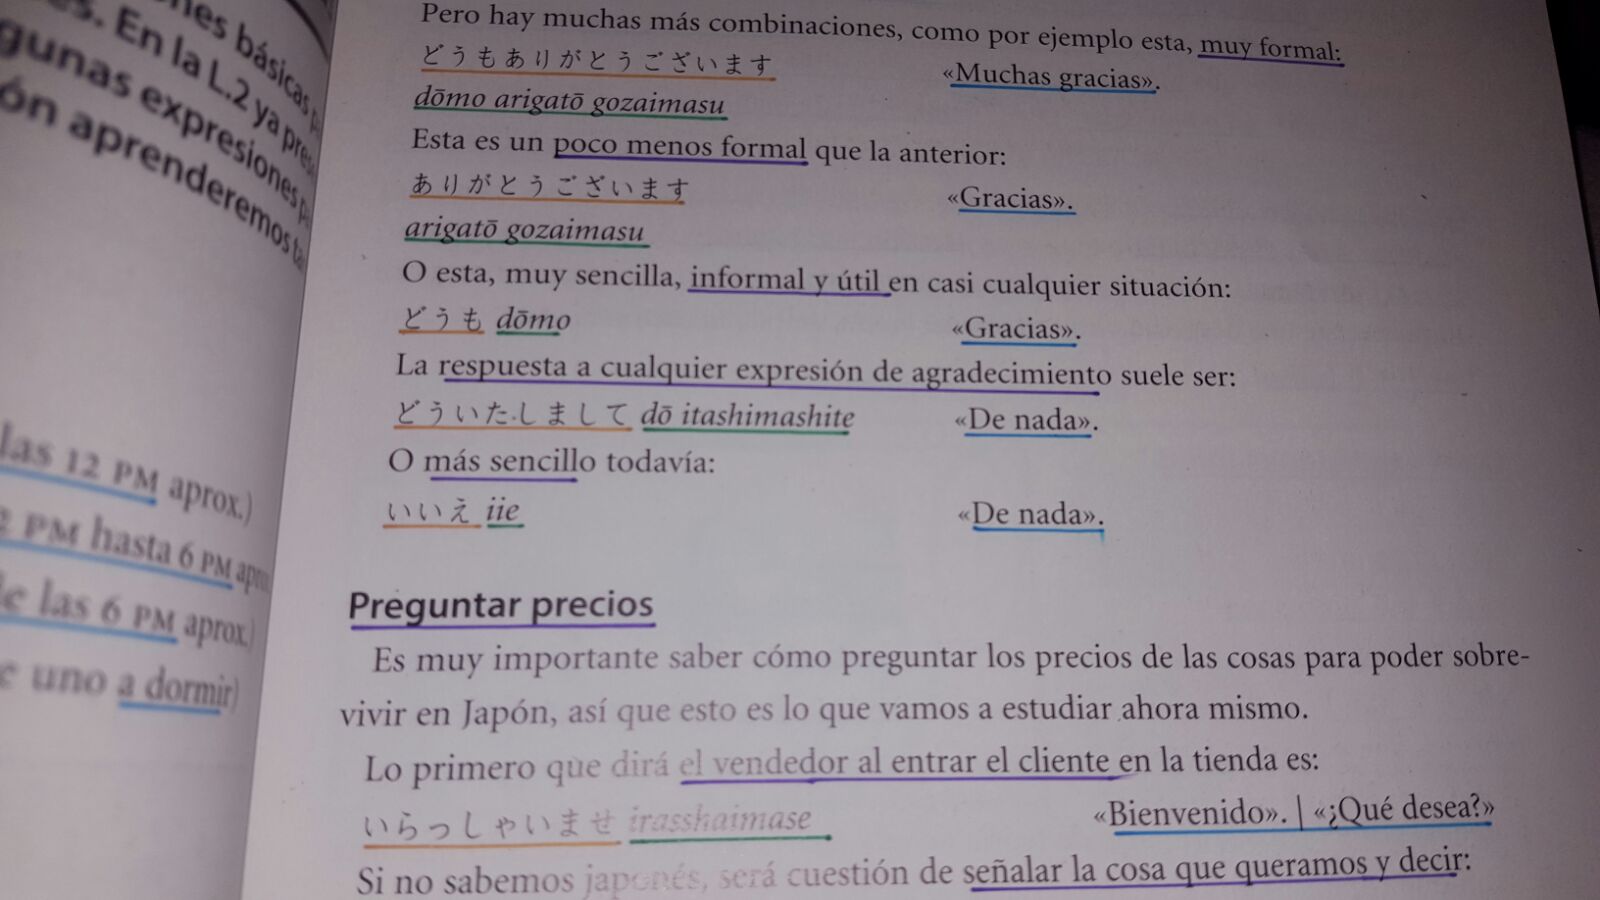 básicas
En la L.2 ya
gunas expresiones
ón aprenderemos
las 12 PM aprox.)
PM hasta 6 PM
las 6 PM aprox.)
uno a dormir)
Pero hay muchas más combinaciones, como por ejemplo esta, muy formal:
どうもありがとうございます «Muchas gracias».
dōmo arigatō gozaimasu
Esta es un poco menos formal que la anterior:
ありがとうございます «Gracias».
arigatō gozaimasu
O esta, muy sencilla, informal y útil en casi cualquier situación:
どうも dōmo «Gracias».
La respuesta a cualquier expresión de agradecimiento suele ser:
どういたしまして dō itashimashite «De nada».
O más sencillo todavía:
いいえ iie «De nada».
Preguntar precios
Es muy importante saber cómo preguntar los precios de las cosas para poder sobre-
vivir en Japón, así que esto es lo que vamos a estudiar ahora mismo.
Lo primero que dirá el vendedor al entrar el cliente en la tienda es:
いらっしゃいませ irasshaimase «Bienvenido». | «¿Qué desea?»
Si no sabemos japonés, será cuestión de señalar la cosa que queramos y decir: